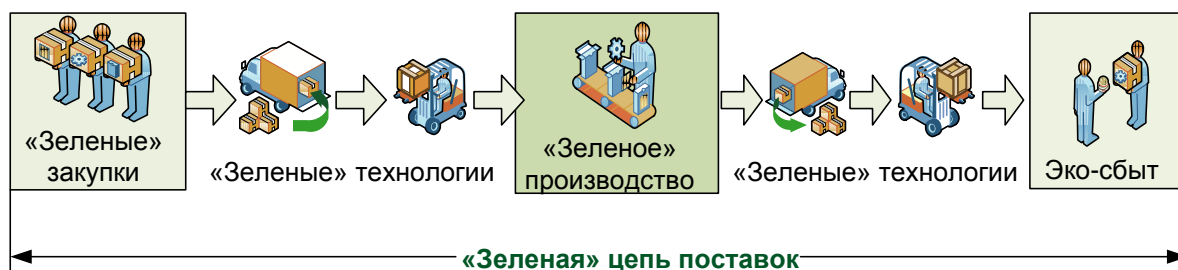 «Зеленые»
закупки
«Зеленые» технологии
«Зеленое»
производство
«Зеленые» технологии
Эко-сбыт
«Зеленая» цепь поставок